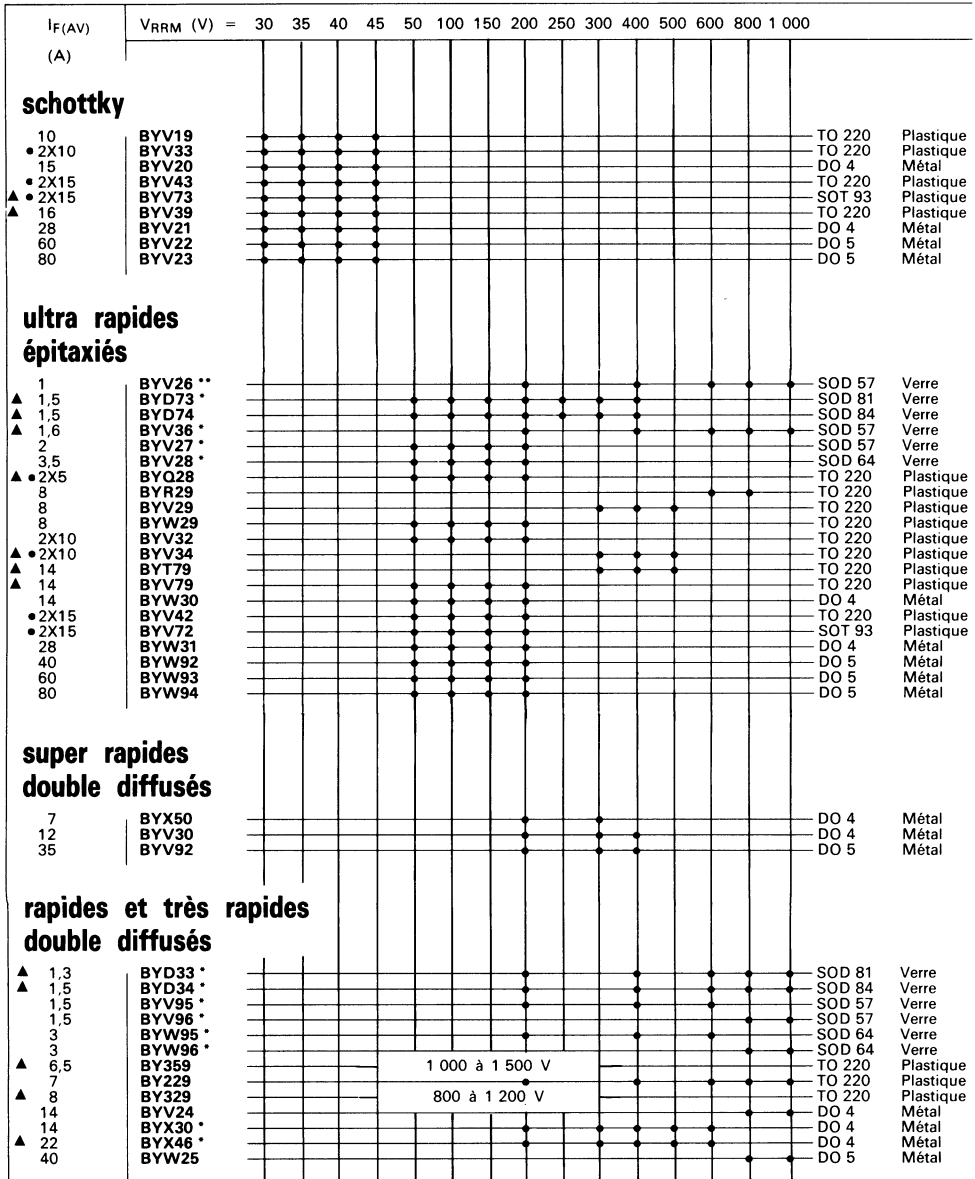 IF(AV) VRRM (V) = 30 35 40 45 50 100 150 200 250 300 400 500 600 800 1 000
(A)
schottky
10 BYV19 TO 220 Plastique
• 2X10 BYV33 TO 220 Plastique
15 BYV20 DO 4 Métal
• 2X15 BYV43 TO 220 Plastique
▲ • 2X15 BYV73 SOT 93 Plastique
▲ 16 BYV39 TO 220 Plastique
28 BYV21 DO 4 Métal
60 BYV22 DO 5 Métal
80 BYV23 DO 5 Métal
ultra rapides
épitaxiés
1 BYV26 ** SOD 57 Verre
▲ 1,5 BYD73 * SOD 81 Verre
▲ 1,5 BYD74 SOD 84 Verre
▲ 1,6 BYV36 * SOD 57 Verre
2 BYV27 * SOD 57 Verre
3,5 BYV28 * SOD 64 Verre
▲ • 2X5 BYQ28 TO 220 Plastique
8 BYR29 TO 220 Plastique
8 BYV29 TO 220 Plastique
8 BYW29 TO 220 Plastique
2X10 BYV32 TO 220 Plastique
▲ • 2X10 BYV34 TO 220 Plastique
▲ 14 BYT79 TO 220 Plastique
▲ 14 BYV79 TO 220 Plastique
14 BYW30 DO 4 Métal
• 2X15 BYV42 TO 220 Plastique
• 2X15 BYV72 SOT 93 Plastique
28 BYW31 DO 4 Métal
40 BYW92 DO 5 Métal
60 BYW93 DO 5 Métal
80 BYW94 DO 5 Métal
super rapides
double diffusés
7 BYX50 DO 4 Métal
12 BYV30 DO 4 Métal
35 BYV92 DO 5 Métal
rapides et très rapides
double diffusés
▲ 1,3 BYD33 * SOD 81 Verre
▲ 1,5 BYD34 * SOD 84 Verre
1,5 BYV95 * SOD 57 Verre
1,5 BYV96 * SOD 57 Verre
3 BYW95 * SOD 64 Verre
3 BYW96 * SOD 64 Verre
▲ 6,5 BY359 1 000 à 1 500 V TO 220 Plastique
7 BY229 TO 220 Plastique
▲ 8 BY329 800 à 1 200 V TO 220 Plastique
14 BYV24 DO 4 Métal
14 BYX30 * DO 4 Métal
▲ 22 BYX46 * DO 4 Métal
40 BYW25 DO 5 Métal